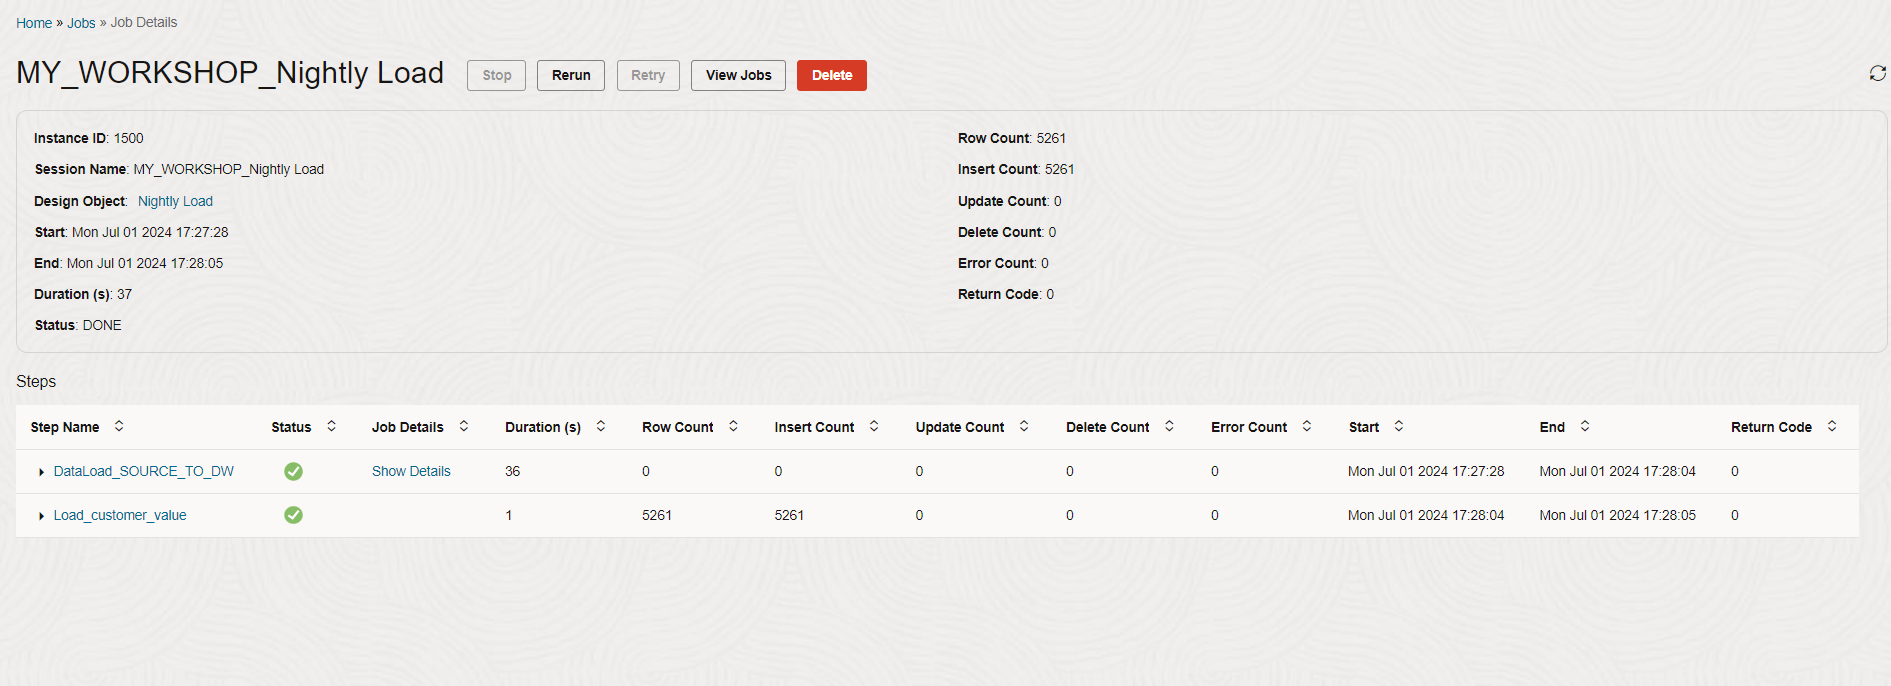 Home » Jobs » Job Details
MY_WORKSHOP_Nightly Load Stop Rerun Retry View Jobs Delete
Instance ID: 1500
Session Name: MY_WORKSHOP_Nightly Load
Design Object: Nightly Load
Start: Mon Jul 01 2024 17:27:28
End: Mon Jul 01 2024 17:28:05
Duration (s): 37
Status: DONE
Row Count: 5261
Insert Count: 5261
Update Count: 0
Delete Count: 0
Error Count: 0
Return Code: 0
Steps
Step Name Status Job Details Duration (s) Row Count Insert Count Update Count Delete Count Error Count Start End Return Code
DataLoad_SOURCE_TO_DW Show Details 36 0 0 0 0 0 Mon Jul 01 2024 17:27:28 Mon Jul 01 2024 17:28:04 0
Load_customer_value 1 5261 5261 0 0 0 Mon Jul 01 2024 17:28:04 Mon Jul 01 2024 17:28:05 0